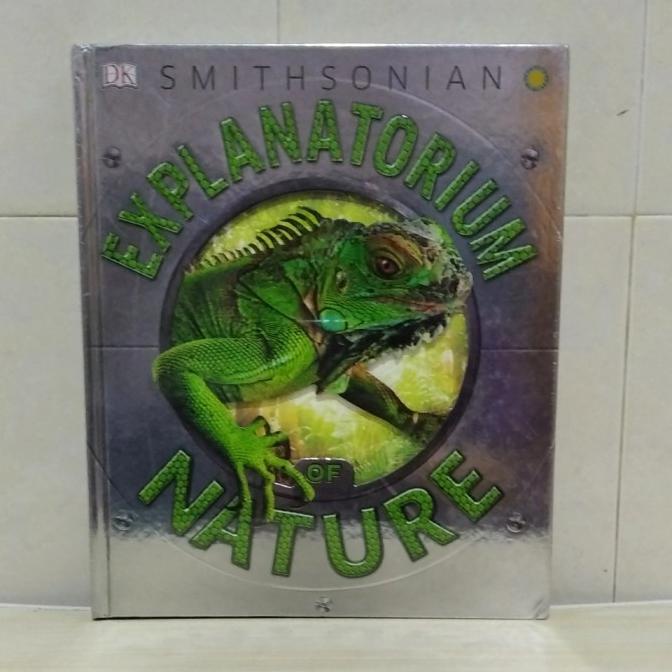 DK
SMITHSONIAN
EXPLANATORIUM
OF
NATURE